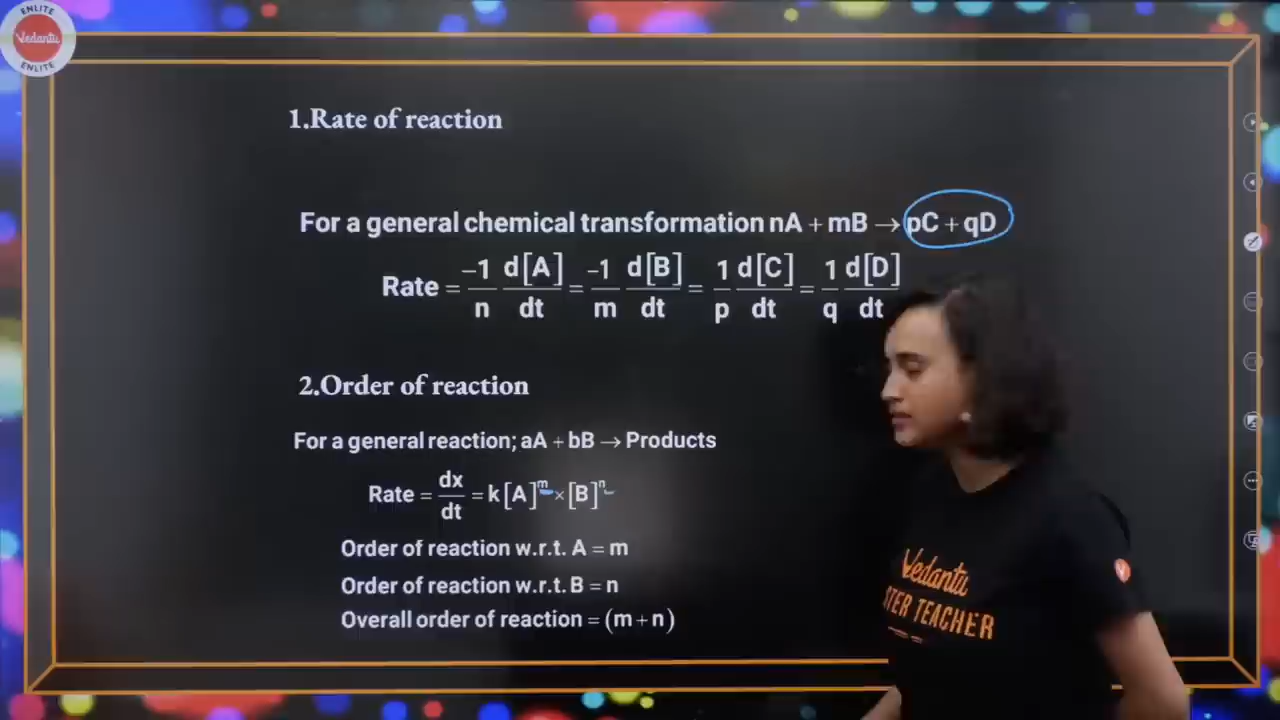 ENLITE
Vedantu
ENLITE
1.Rate of reaction
For a general chemical transformation nA + mB → pC + qD
Rate = −1/n d[A]/dt = −1/m d[B]/dt = 1/p d[C]/dt = 1/q d[D]/dt
2.Order of reaction
For a general reaction; aA + bB → Products
Rate = dx/dt = k[A]^m × [B]^n
Order of reaction w.r.t. A = m
Order of reaction w.r.t. B = n
Overall order of reaction = (m + n)
Vedantu
TEACHER